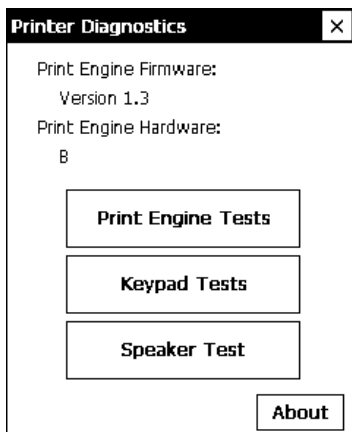 Printer Diagnostics
Print Engine Firmware:
Version 1.3
Print Engine Hardware:
B
Print Engine Tests
Keypad Tests
Speaker Test
About